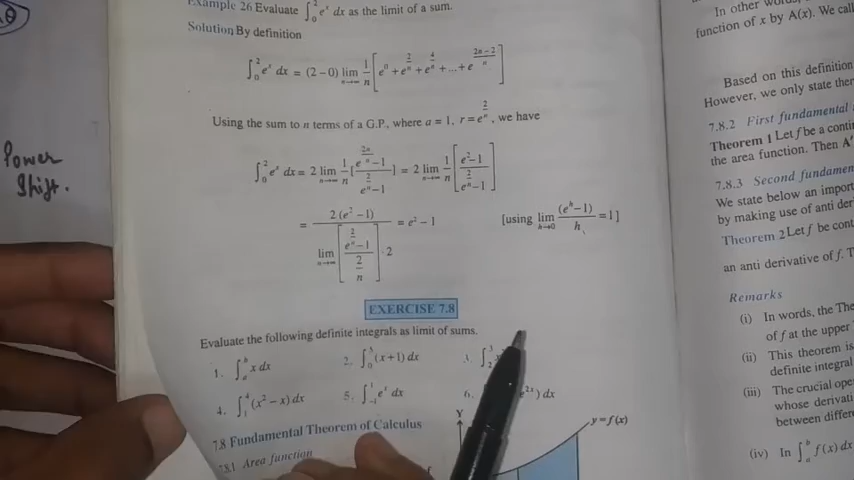 Power
Shift.
Example 26 Evaluate ∫₀² eˣ dx as the limit of a sum.
Solution By definition
∫₀² eˣ dx = (2 – 0) lim n→∞ 1/n [e⁰ + e^(2/n) + e^(4/n) + ... + e^((2n–2)/n)]
Using the sum to n terms of a G.P., where a = 1, r = e^(2/n), we have
∫₀² eˣ dx = 2 lim n→∞ 1/n [(e^(2n/n) – 1)/(e^(2/n) – 1)] = 2 lim n→∞ 1/n [(e² – 1)/(e^(2/n) – 1)]
= 2 (e² – 1) / (lim n→∞ [(e^(2/n) – 1)/(2/n)] · 2) = e² – 1 [using lim h→0 (eʰ – 1)/h = 1]
EXERCISE 7.8
Evaluate the following definite integrals as limit of sums.
1. ∫ₐᵇ x dx 2. ∫₀⁵ (x + 1) dx 3. ∫₂³
4. ∫₁⁴ (x² – x) dx 5. ∫₋₁¹ eˣ dx 6. e²ˣ) dx
7.8 Fundamental Theorem of Calculus
7.8.1 Area function
Y
y = f (x)
In other words,
function of x by A(x). We call
Based on this definition
However, we only state the
7.8.2 First fundamental
Theorem 1 Let f be a conti
the area function. Then A′
7.8.3 Second fundamen
We state below an import
by making use of anti deri
Theorem 2 Let f be cont
an anti derivative of f. T
Remarks
(i) In words, the The
of f at the upper
(ii) This theorem is
definite integral
(iii) The crucial ope
whose derivati
between differe
(iv) In ∫ₐᵇ f (x) dx